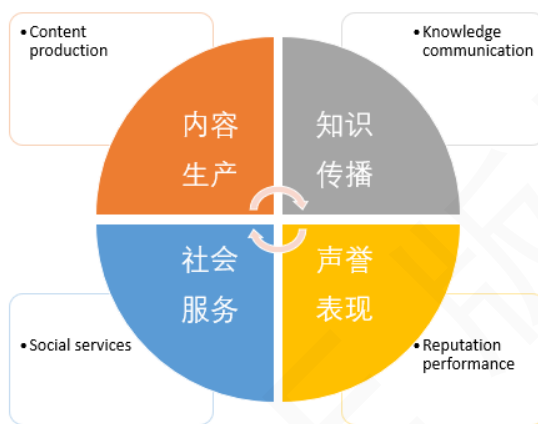 • Content
production
• Knowledge
communication
内容
生产
知识
传播
社会
服务
声誉
表现
• Social services
• Reputation
performance